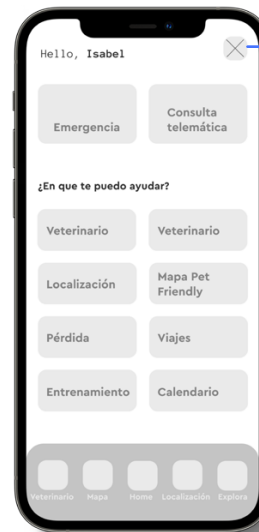 Hello, Isabel
Emergencia
Consulta
telemática
¿En que te puedo ayudar?
Veterinario
Veterinario
Localización
Mapa Pet
Friendly
Pérdida
Viajes
Entrenamiento
Calendario
Veterinario Mapa Home Localización Explora